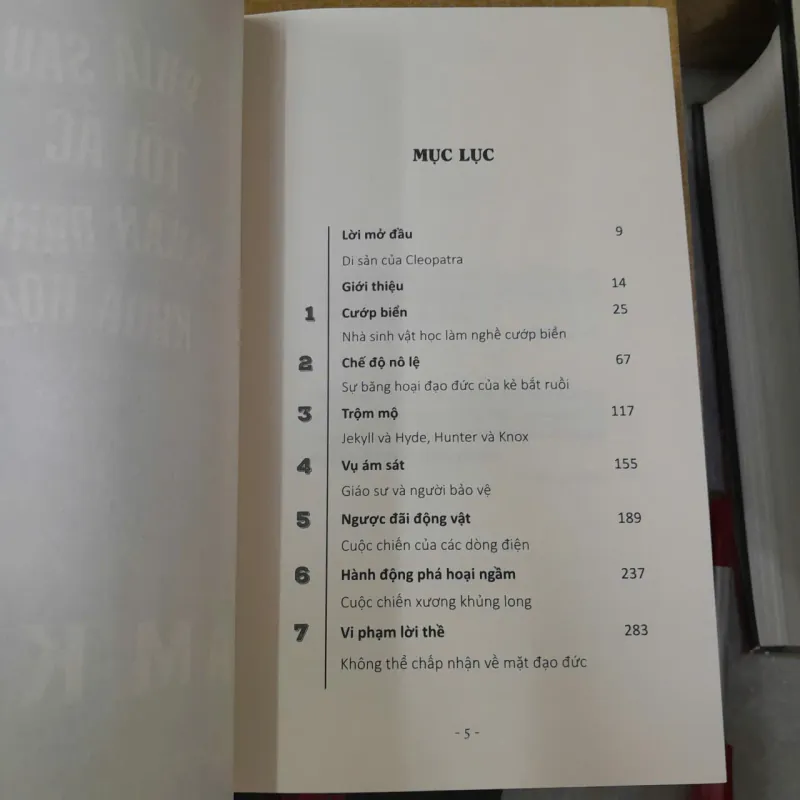 MỤC LỤC
Lời mở đầu 9
Di sản của Cleopatra
Giới thiệu 14
1 Cướp biển 25
Nhà sinh vật học làm nghề cướp biển
2 Chế độ nô lệ 67
Sự băng hoại đạo đức của kẻ bắt ruồi
3 Trộm mộ 117
Jekyll và Hyde, Hunter và Knox
4 Vụ ám sát 155
Giáo sư và người bảo vệ
5 Ngược đãi động vật 189
Cuộc chiến của các dòng điện
6 Hành động phá hoại ngầm 237
Cuộc chiến xương khủng long
7 Vi phạm lời thề 283
Không thể chấp nhận về mặt đạo đức
- 5 -